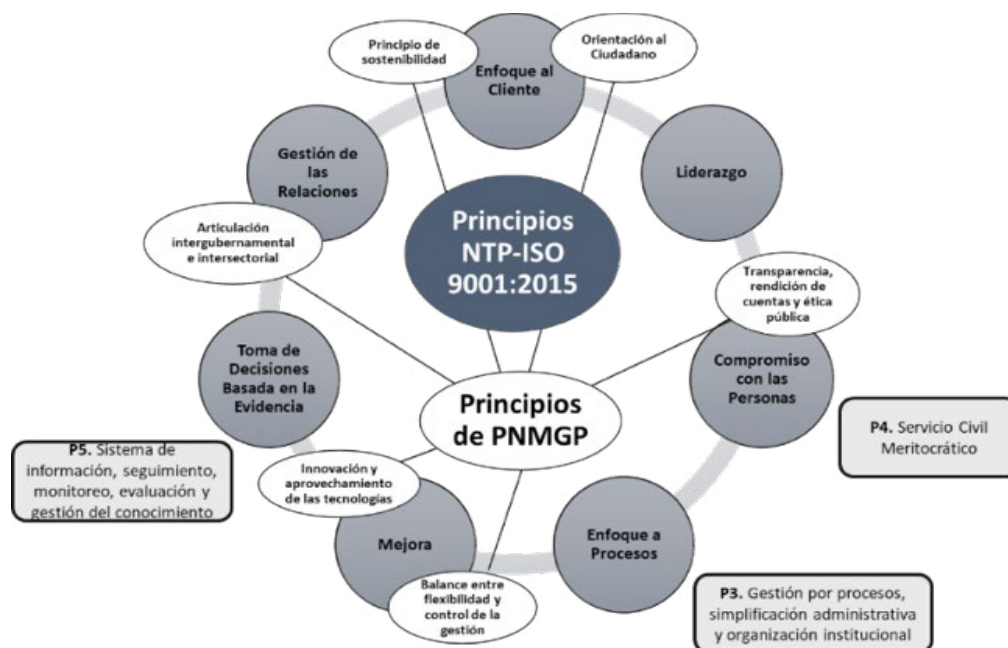 Principio de
sostenibilidad
Orientación al
Ciudadano
Enfoque al
Cliente
Gestión de
las
Relaciones
Liderazgo
Principios
NTP-ISO
9001:2015
Articulación
intergubernamental
e intersectorial
Transparencia,
rendición de
cuentas y ética
pública
Toma de
Decisiones
Basada en la
Evidencia
Compromiso
con las
Personas
Principios
de PNMGP
P4. Servicio Civil
Meritocrático
P5. Sistema de
información, seguimiento,
monitoreo, evaluación y
gestión del conocimiento
Innovación y
aprovechamiento
de las tecnologías
Mejora
Enfoque a
Procesos
Balance entre
flexibilidad y
control de la
gestión
P3. Gestión por procesos,
simplificación administrativa
y organización institucional